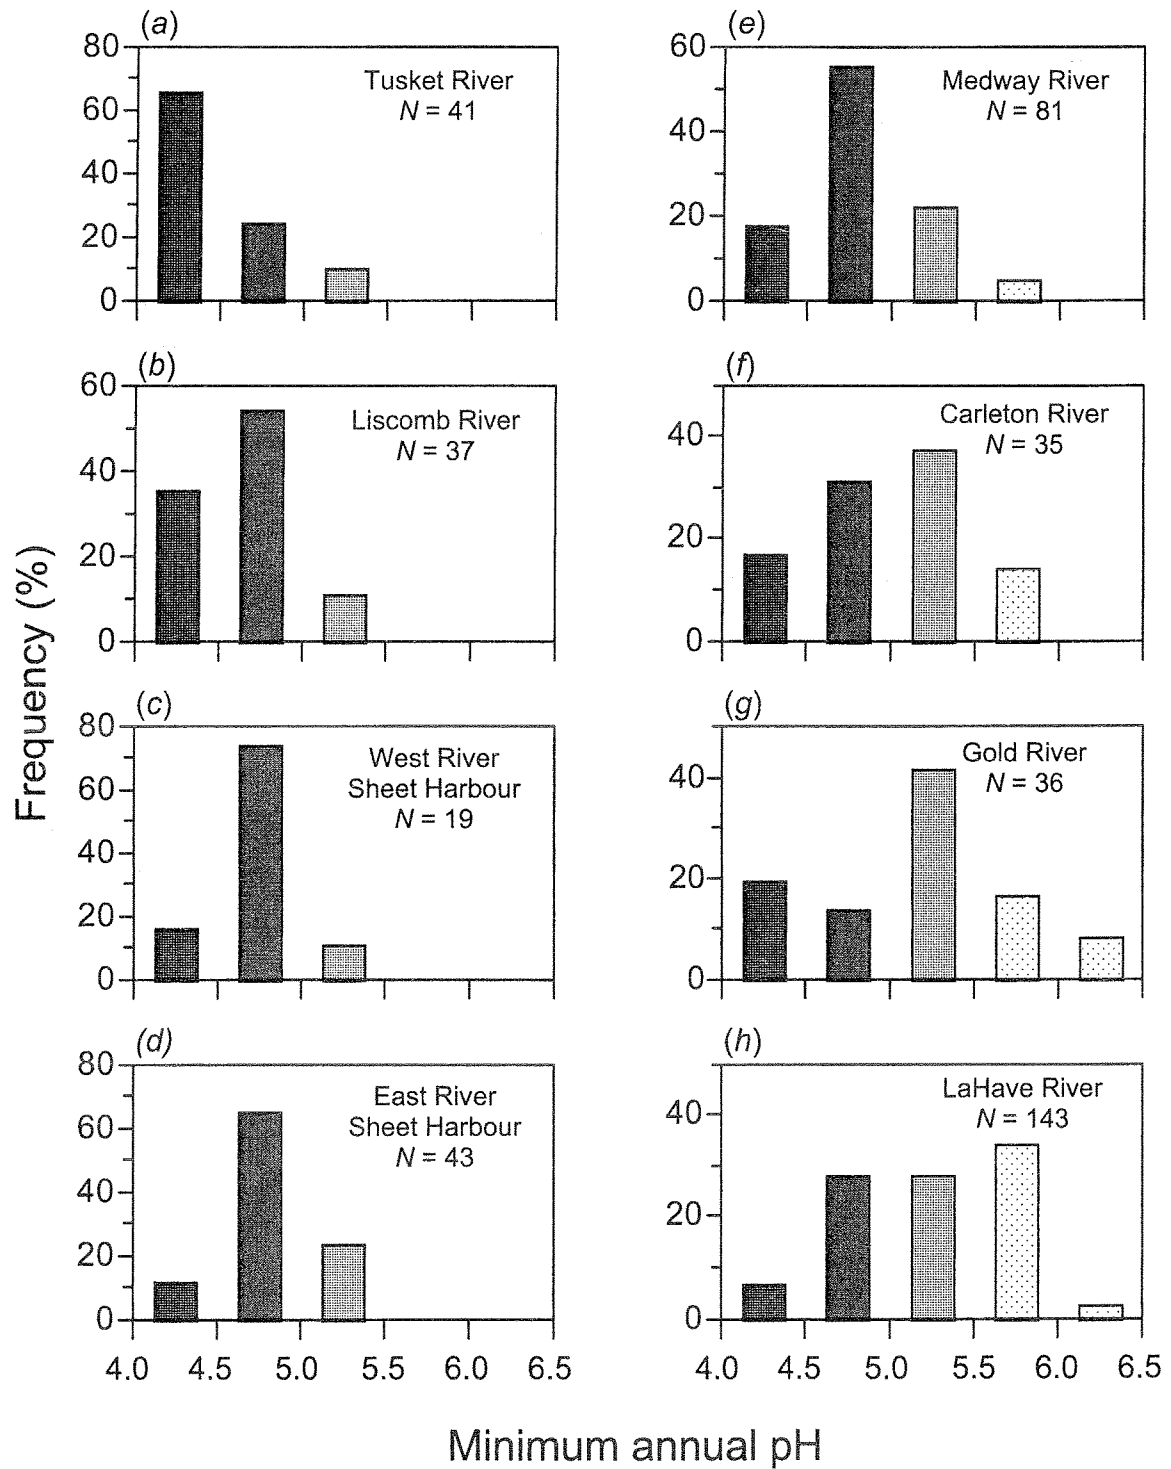 (a)
80
60
40
20
0
Tusket River
N = 41
(b)
60
40
20
0
Liscomb River
N = 37
(c)
80
60
40
20
0
West River
Sheet Harbour
N = 19
(d)
80
60
40
20
0
East River
Sheet Harbour
N = 43
4.0 4.5 5.0 5.5 6.0 6.5
(e)
60
40
20
0
Medway River
N = 81
(f)
40
20
0
Carleton River
N = 35
(g)
40
20
0
Gold River
N = 36
(h)
40
20
0
LaHave River
N = 143
4.0 4.5 5.0 5.5 6.0 6.5
Frequency (%)
Minimum annual pH